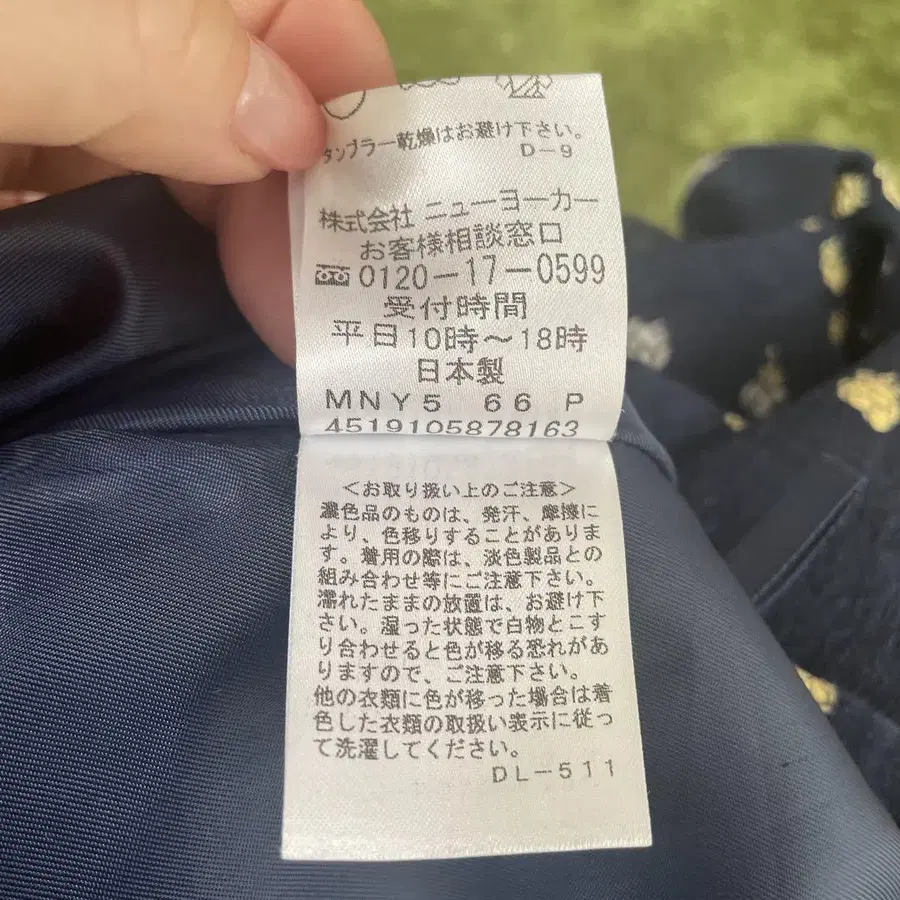 タンブラー乾燥はお避け下さい。
D-9
株式会社 ニューヨーカー
お客様相談窓口
0120-17-0599
受付時間
平日10時～18時
日本製
MNY5 66 P
4519105878163
＜お取り扱い上のご注意＞
濃色品のものは、発汗、摩擦に
より、色移りすることがありま
す。着用の際は、淡色製品との
組み合わせ等にご注意下さい。
濡れたままの放置は、お避け下
さい。湿った状態で白物とこす
り合わせると色が移る恐れがあ
りますので、ご注意下さい。
他の衣類に色が移った場合は着
色した衣類の取扱い表示に従っ
て洗濯してください。
DL-511